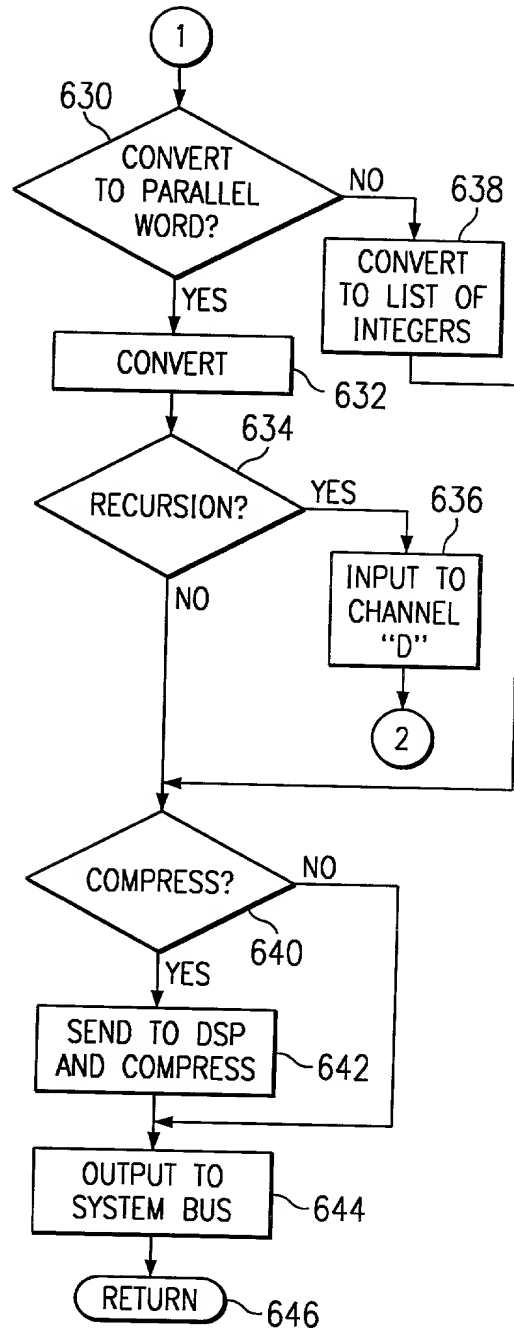 1
630
CONVERT
TO PARALLEL
WORD?
NO
638
CONVERT
TO LIST OF
INTEGERS
YES
CONVERT
632
634
RECURSION?
YES
636
INPUT TO
CHANNEL
“D”
NO
2
COMPRESS?
NO
640
YES
SEND TO DSP
AND COMPRESS
642
OUTPUT TO
SYSTEM BUS
644
RETURN
646